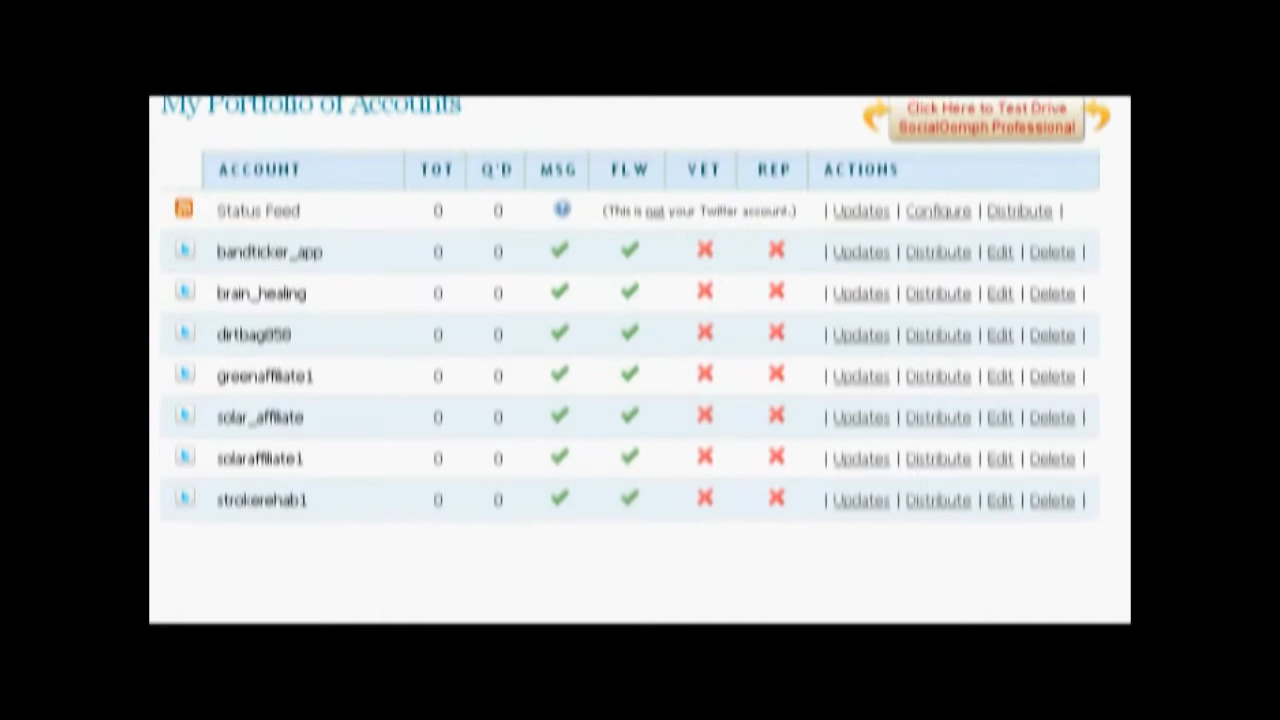 My Portfolio of Accounts
Click Here to Test Drive
SocialOomph Professional
ACCOUNT TOT Q'D MSG FLW VET REP ACTIONS
Status Feed 0 0 (This is not your Twitter account.) | Updates | Configure | Distribute |
bandticker_app 0 0 | Updates | Distribute | Edit | Delete |
brain_healing 0 0 | Updates | Distribute | Edit | Delete |
0 0 | Updates | Distribute | Edit | Delete |
greenaffiliate1 0 0 | Updates | Distribute | Edit | Delete |
solar_affiliate 0 0 | Updates | Distribute | Edit | Delete |
solaraffiliate1 0 0 | Updates | Distribute | Edit | Delete |
strokerehab1 0 0 | Updates | Distribute | Edit | Delete |